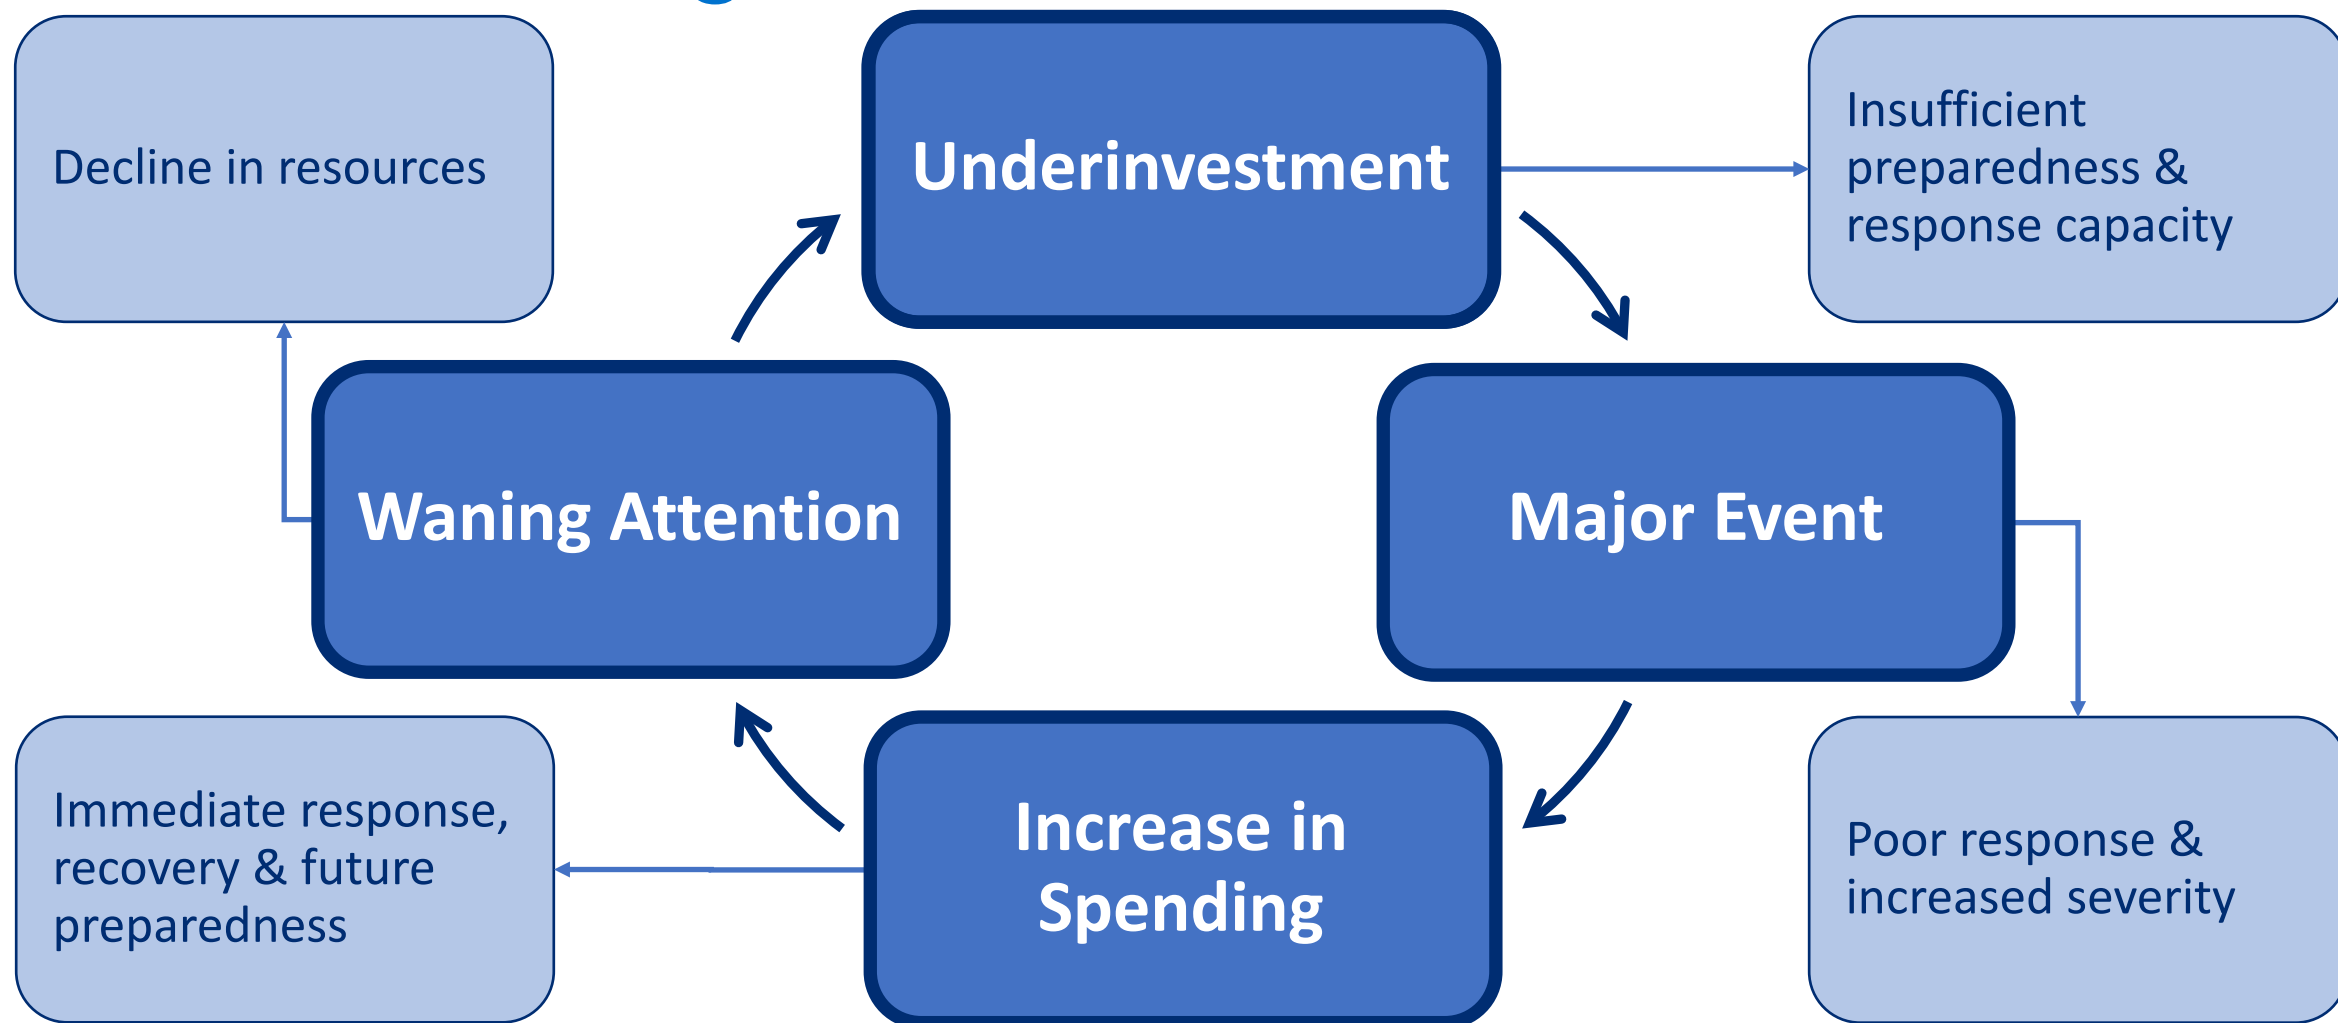 Decline in resources
Underinvestment
Insufficient
preparedness &
response capacity
Waning Attention
Major Event
Immediate response,
recovery & future
preparedness
Increase in
Spending
Poor response &
increased severity